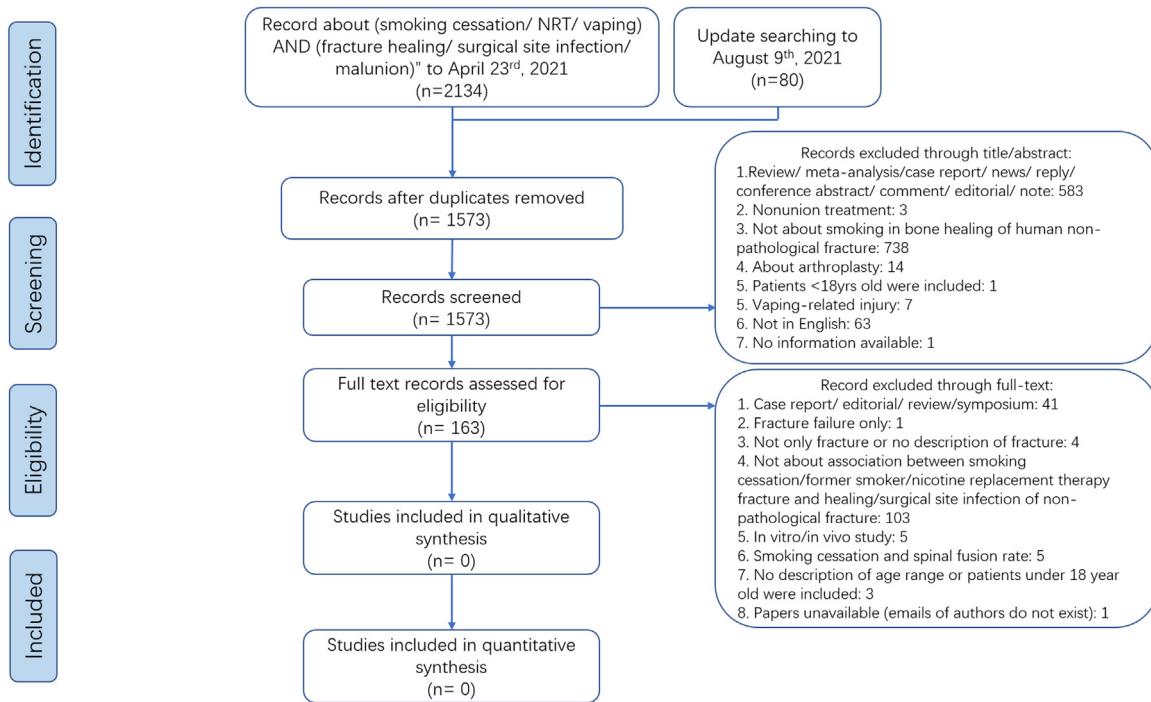 Identification
Record about (smoking cessation/ NRT/ vaping)
AND (fracture healing/ surgical site infection/
malunion)" to April 23rd, 2021
(n=2134)
Update searching to
August 9th, 2021
(n=80)
Records after duplicates removed
(n= 1573)
Screening
Records screened
(n= 1573)
Records excluded through title/abstract:
1.Review/ meta-analysis/case report/ news/ reply/
conference abstract/ comment/ editorial/ note: 583
2. Nonunion treatment: 3
3. Not about smoking in bone healing of human non-
pathological fracture: 738
4. About arthroplasty: 14
5. Patients <18yrs old were included: 1
5. Vaping-related injury: 7
6. Not in English: 63
7. No information available: 1
Eligibility
Full text records assessed for
eligibility
(n= 163)
Record excluded through full-text:
1. Case report/ editorial/ review/symposium: 41
2. Fracture failure only: 1
3. Not only fracture or no description of fracture: 4
4. Not about association between smoking
cessation/former smoker/nicotine replacement therapy
fracture and healing/surgical site infection of non-
pathological fracture: 103
5. In vitro/in vivo study: 5
6. Smoking cessation and spinal fusion rate: 5
7. No description of age range or patients under 18 year
old were included: 3
8. Papers unavailable (emails of authors do not exist): 1
Included
Studies included in qualitative
synthesis
(n= 0)
Studies included in quantitative
synthesis
(n= 0)